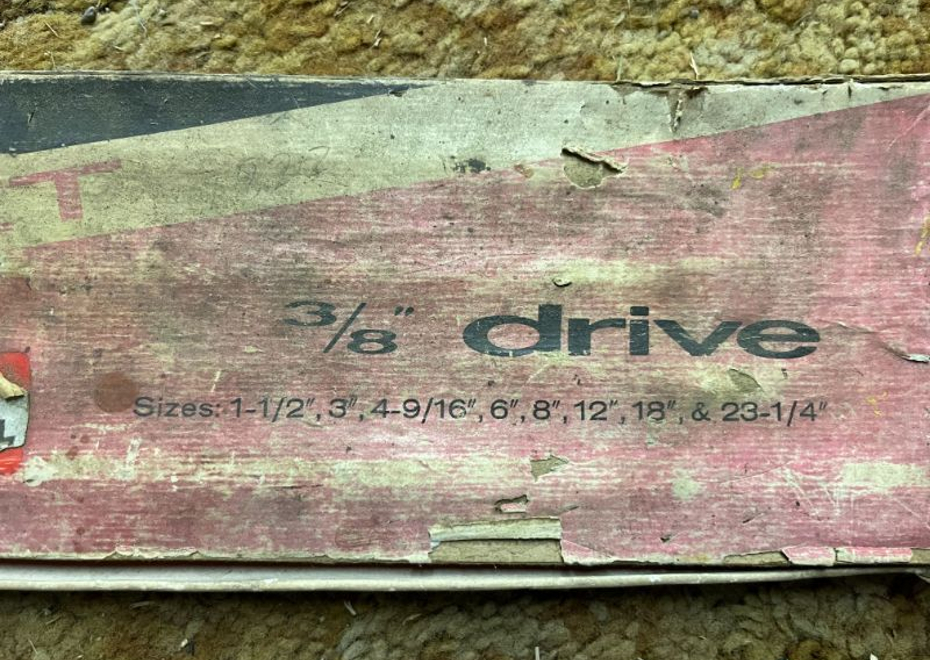 T
3/8" drive
Sizes: 1-1/2", 3", 4-9/16", 6", 8", 12", 18", & 23-1/4"